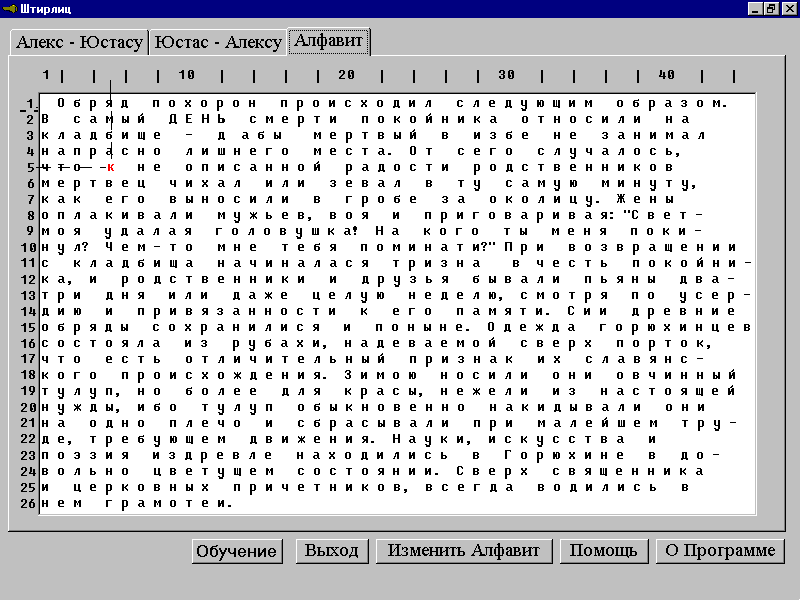 Штирлиц
Алекс - Юстасу Юстас - Алексу Алфавит
1 | | | | 10 | | | | 20 | | | | 30 | | | | 40 | |
1 Обряд похорон происходил следующим образом.
2 В самый ДЕНЬ смерти покойника относили на
3 кладбище - дабы мертвый в избе не занимал
4 напрасно лишнего места. От сего случалось,
5 что -к не описанной радости родственников
6 мертвец чихал или зевал в ту самую минуту,
7 как его выносили в гробе за околицу. Жены
8 оплакивали мужьев, воя и приговаривая: "Свет-
9 моя удалая головушка! На кого ты меня поки-
10 нул? Чем-то мне тебя поминати?" При возвращении
11 с кладбища начиналася тризна в честь покойни-
12 ка, и родственники и друзья бывали пьяны два-
13 три дня или даже целую неделю, смотря по усер-
14 дию и привязанности к его памяти. Сии древние
15 обряды сохранилися и поныне. Одежда горюхинцев
16 состояла из рубахи, надеваемой сверх порток,
17 что есть отличительный признак их славянс-
18 кого происхождения. Зимою носили они овчинный
19 тулуп, но более для красы, нежели из настоящей
20 нужды, ибо тулуп обыкновенно накидывали они
21 на одно плечо и сбрасывали при малейшем тру-
22 де, требующем движения. Науки, искусства и
23 поэзия издревле находились в Горюхине в до-
24 вольно цветущем состоянии. Сверх священника
25 и церковных причетников, всегда водились в
26 нем грамотеи.
Обучение Выход Изменить Алфавит Помощь О Программе